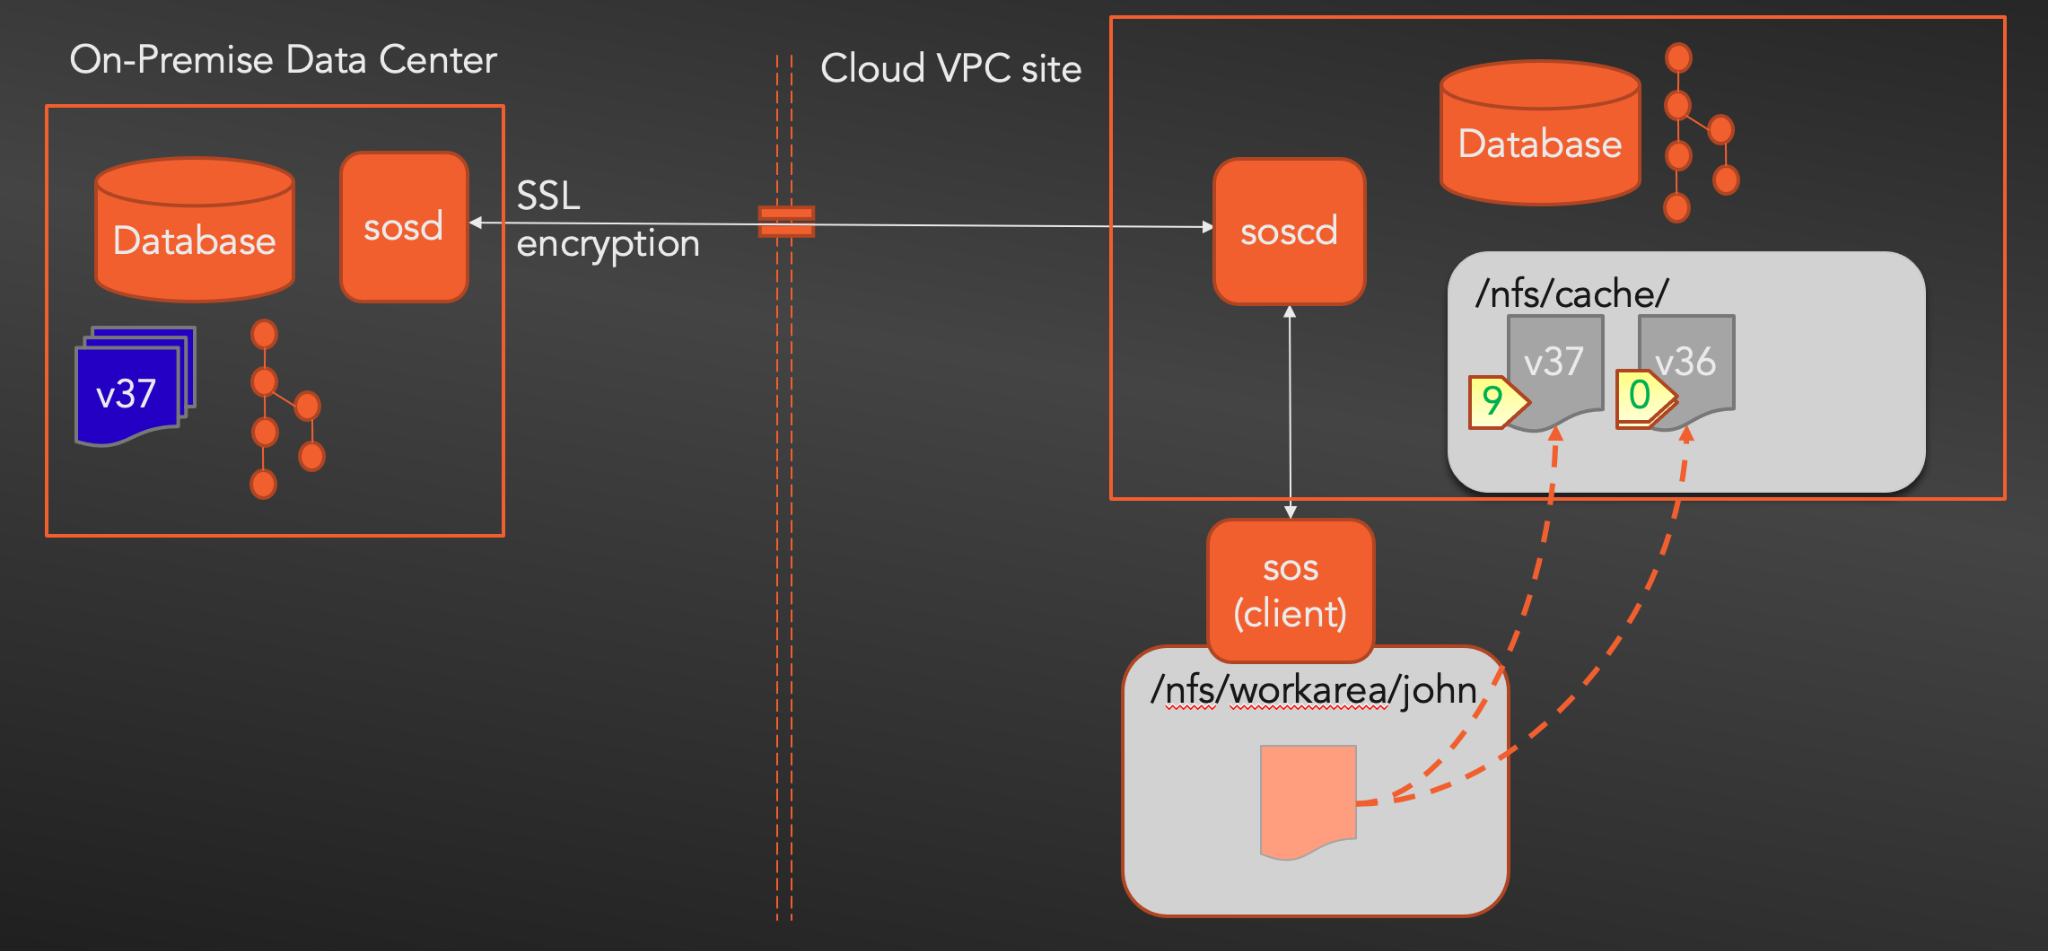 On-Premise Data Center
Cloud VPC site
Database
sosd
SSL
encryption
v37
soscd
Database
/nfs/cache/
v37
v36
9
0
sos
(client)
/nfs/workarea/john